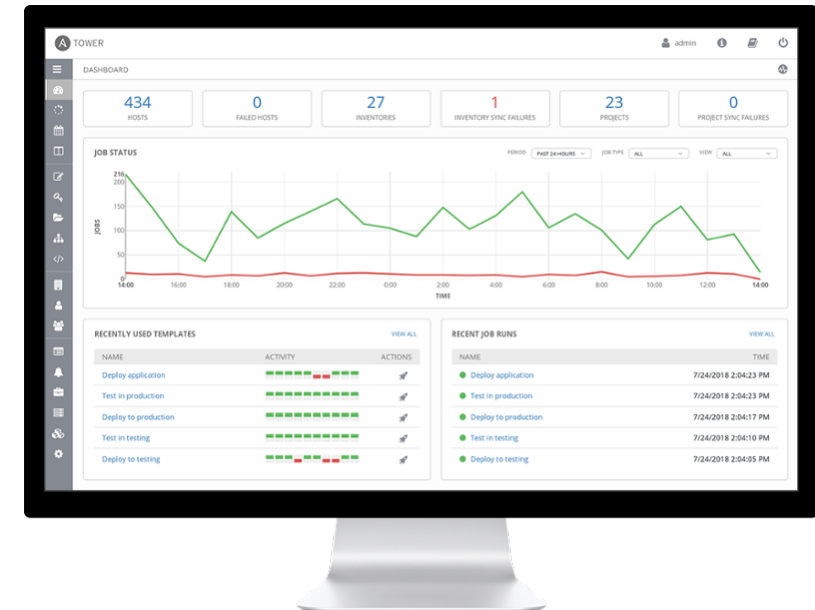 A TOWER admin
DASHBOARD
434 0 27 1 23 0
HOSTS FAILED HOSTS INVENTORIES INVENTORY SYNC FAILURES PROJECTS PROJECT SYNC FAILURES
JOB STATUS PERIOD PAST 24 HOURS JOB TYPE ALL VIEW ALL
216
200
150
100
50
0
JOBS
14:00 16:00 18:00 20:00 22:00 0:00 2:00 4:00 6:00 8:00 10:00 12:00 14:00
TIME
RECENTLY USED TEMPLATES VIEW ALL
NAME ACTIVITY ACTIONS
Deploy application
Test in production
Deploy to production
Test in testing
Deploy to testing
RECENT JOB RUNS VIEW ALL
NAME TIME
Deploy application 7/24/2018 2:04:23 PM
Test in production 7/24/2018 2:04:23 PM
Deploy to production 7/24/2018 2:04:17 PM
Test in testing 7/24/2018 2:04:10 PM
Deploy to testing 7/24/2018 2:04:05 PM